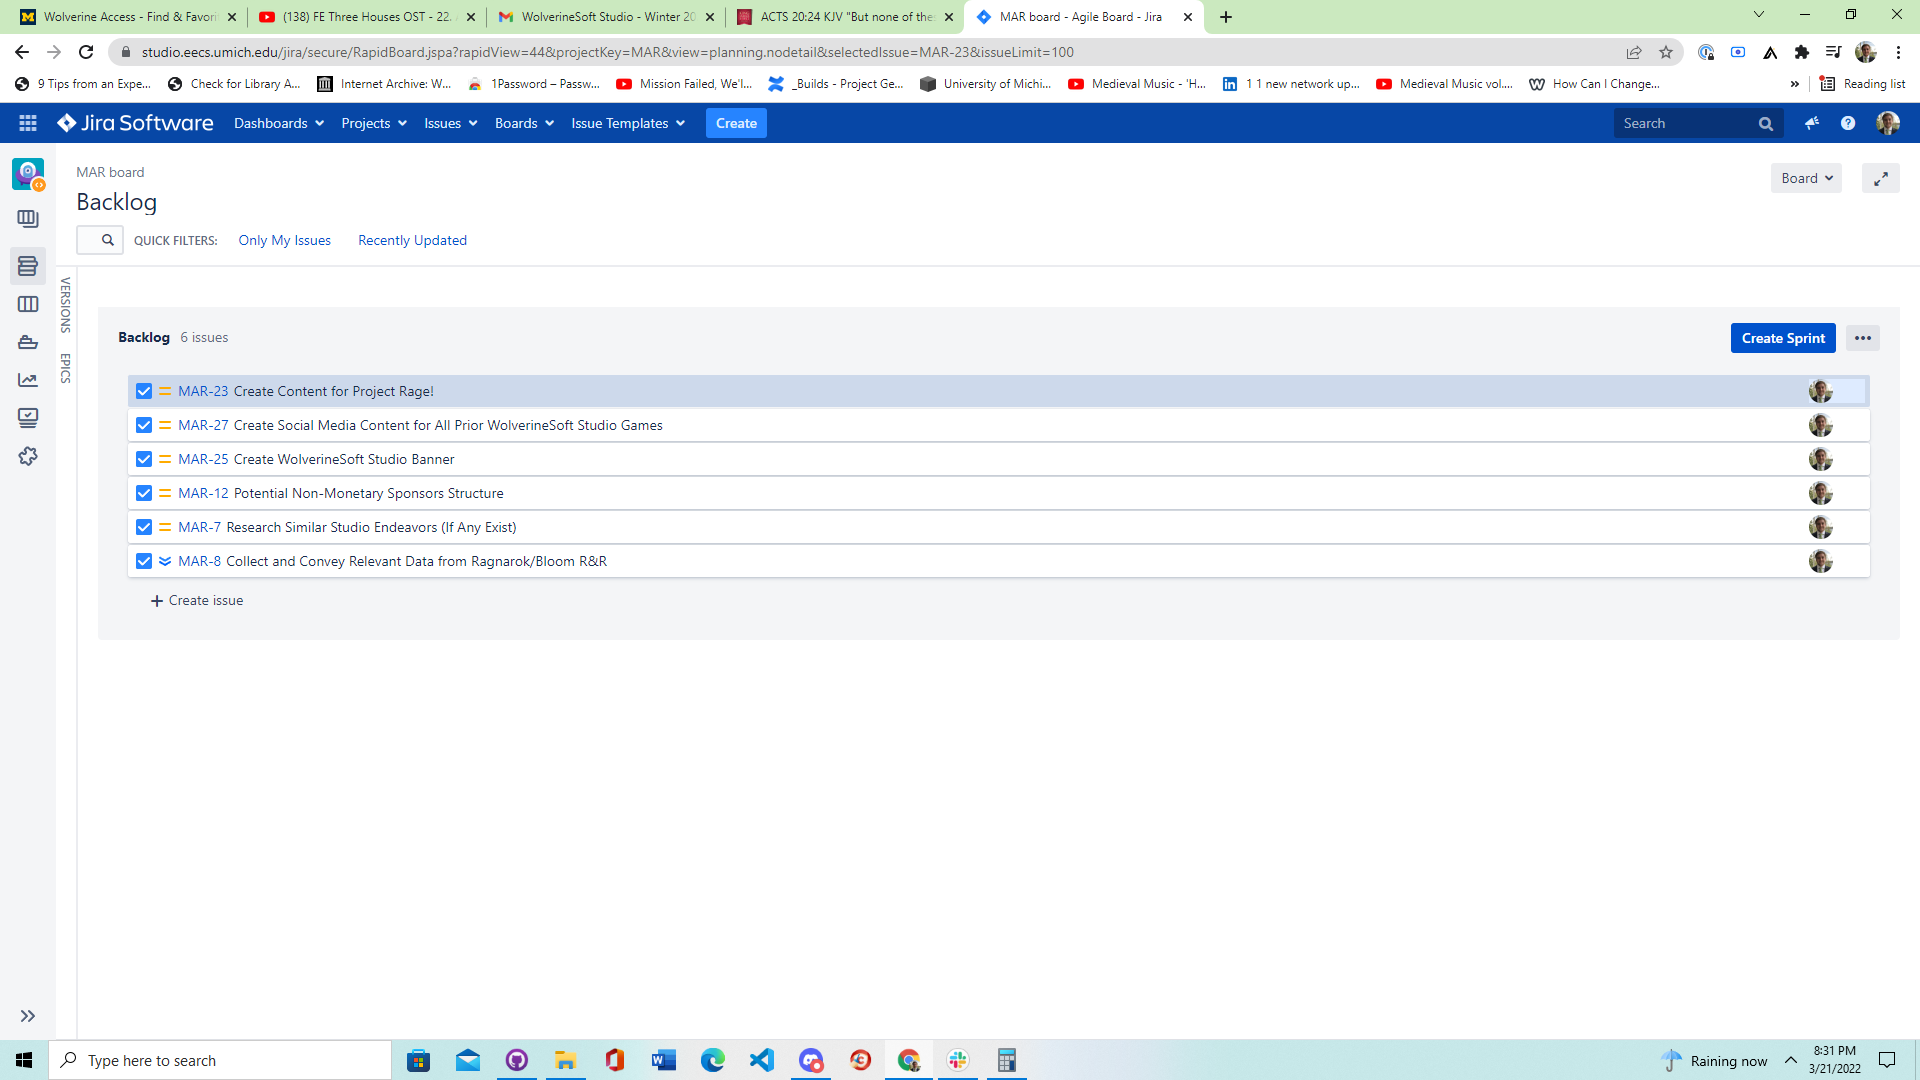 Wolverine Access - Find & Favorit
(138) FE Three Houses OST - 22.
WolverineSoft Studio - Winter 20
ACTS 20:24 KJV "But none of thes
MAR board - Agile Board - Jira
studio.eecs.umich.edu/jira/secure/RapidBoard.jspa?rapidView=44&projectKey=MAR&view=planning.nodetail&selectedIssue=MAR-23&issueLimit=100
9 Tips from an Expe...
Check for Library A...
Internet Archive: W...
1Password – Passw...
Mission Failed, We'l...
_Builds - Project Ge...
University of Michi...
Medieval Music - 'H...
1 1 new network up...
Medieval Music vol....
How Can I Change...
»
Reading list
Jira Software
Dashboards
Projects
Issues
Boards
Issue Templates
Create
Search
MAR board
Board
Backlog
QUICK FILTERS:
Only My Issues
Recently Updated
VERSIONS
EPICS
Backlog 6 issues
Create Sprint
MAR-23 Create Content for Project Rage!
MAR-27 Create Social Media Content for All Prior WolverineSoft Studio Games
MAR-25 Create WolverineSoft Studio Banner
MAR-12 Potential Non-Monetary Sponsors Structure
MAR-7 Research Similar Studio Endeavors (If Any Exist)
MAR-8 Collect and Convey Relevant Data from Ragnarok/Bloom R&R
+ Create issue
Type here to search
Raining now
8:31 PM
3/21/2022